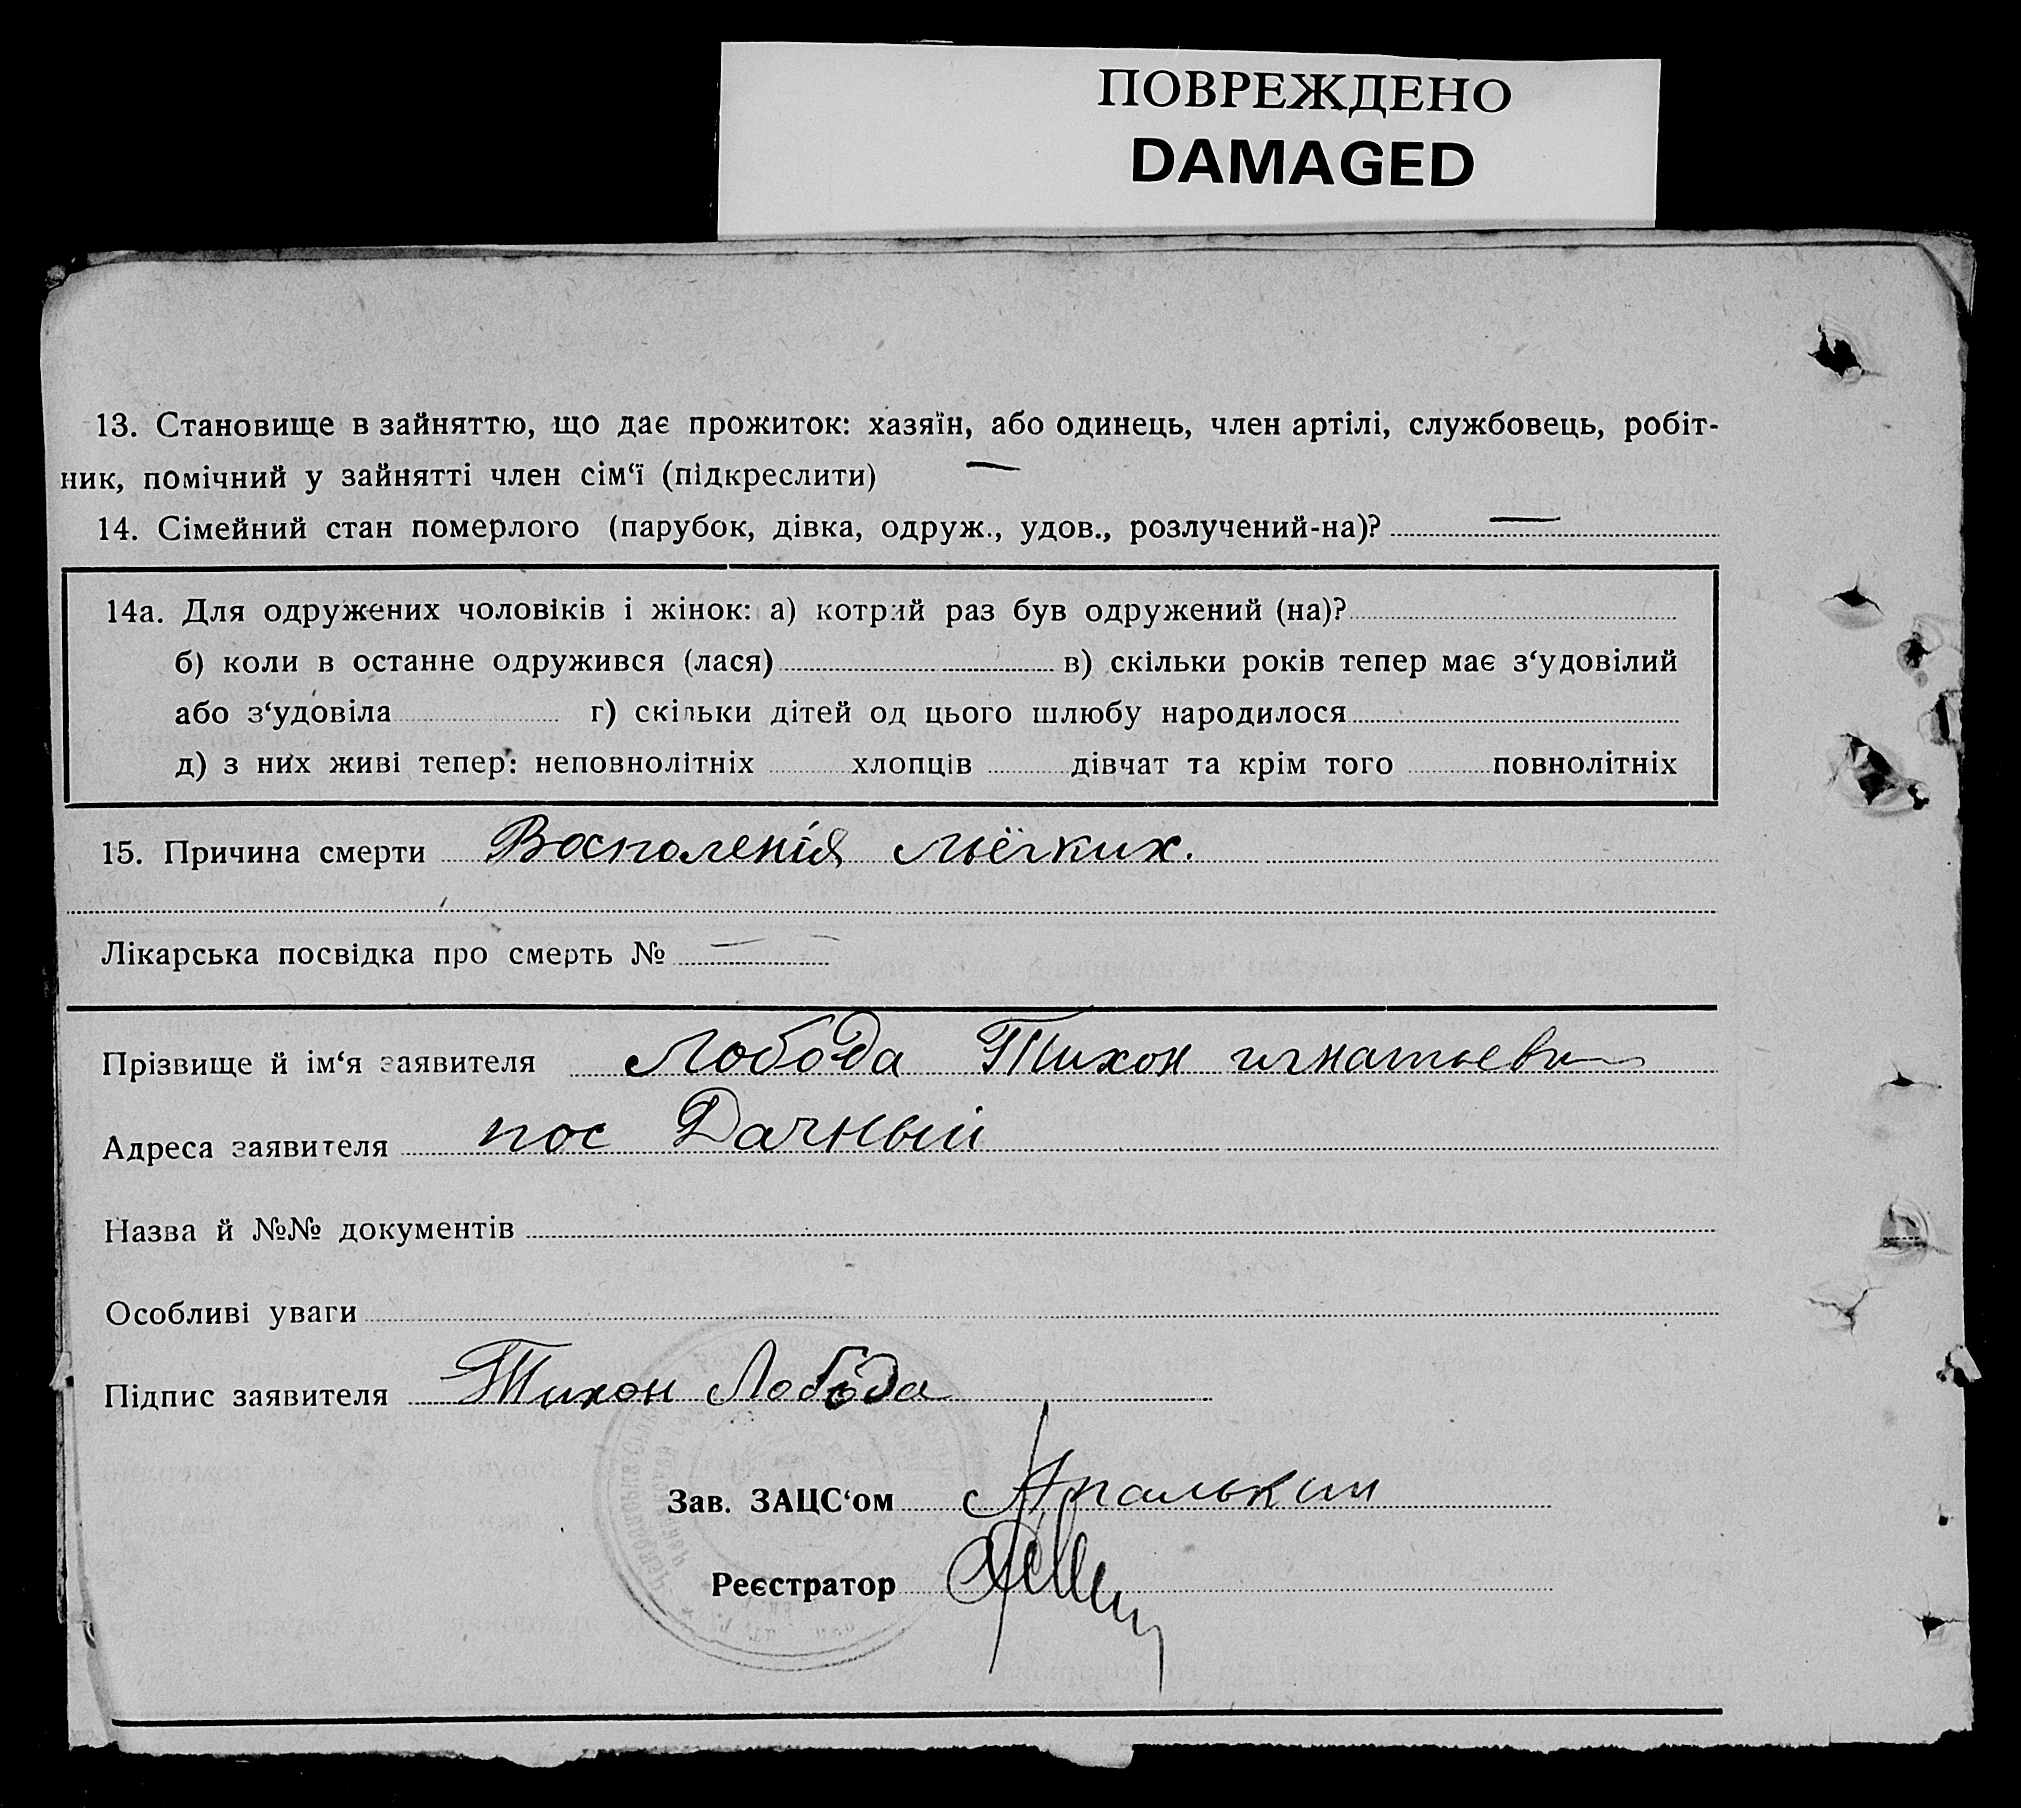 ПОВРЕЖДЕНО
DAMAGED
13. Становище в зайняттю, що дає прожиток: хазяїн, або одинець, член артілі, службовець, робіт-
ник, помічний у зайнятті член сім‘ї (підкреслити) —
14. Сімейний стан померлого (парубок, дівка, одруж., удов., розлучений-на)? —
14а. Для одружених чоловіків і жінок: а) котрий раз був одружений (на)?
б) коли в останне одружився (лася) в) скільки років тепер має з‘удовілий
або з‘удовіла г) скільки дітей од цього шлюбу народилося
д) з них живі тепер: неповнолітніх хлопців дівчат та крім того повнолітніх
15. Причина смерти Восполенія льёгких.
Лікарська посвідка про смерть № —
Прізвище й ім‘я заявителя Лобода Тихон игнатьеви
Адреса заявителя пос Дачный
Назва й №№ документів
Особливі уваги
Підпис заявителя Тихон Лобода
Зав. ЗАЦС‘ом
Реєстратор